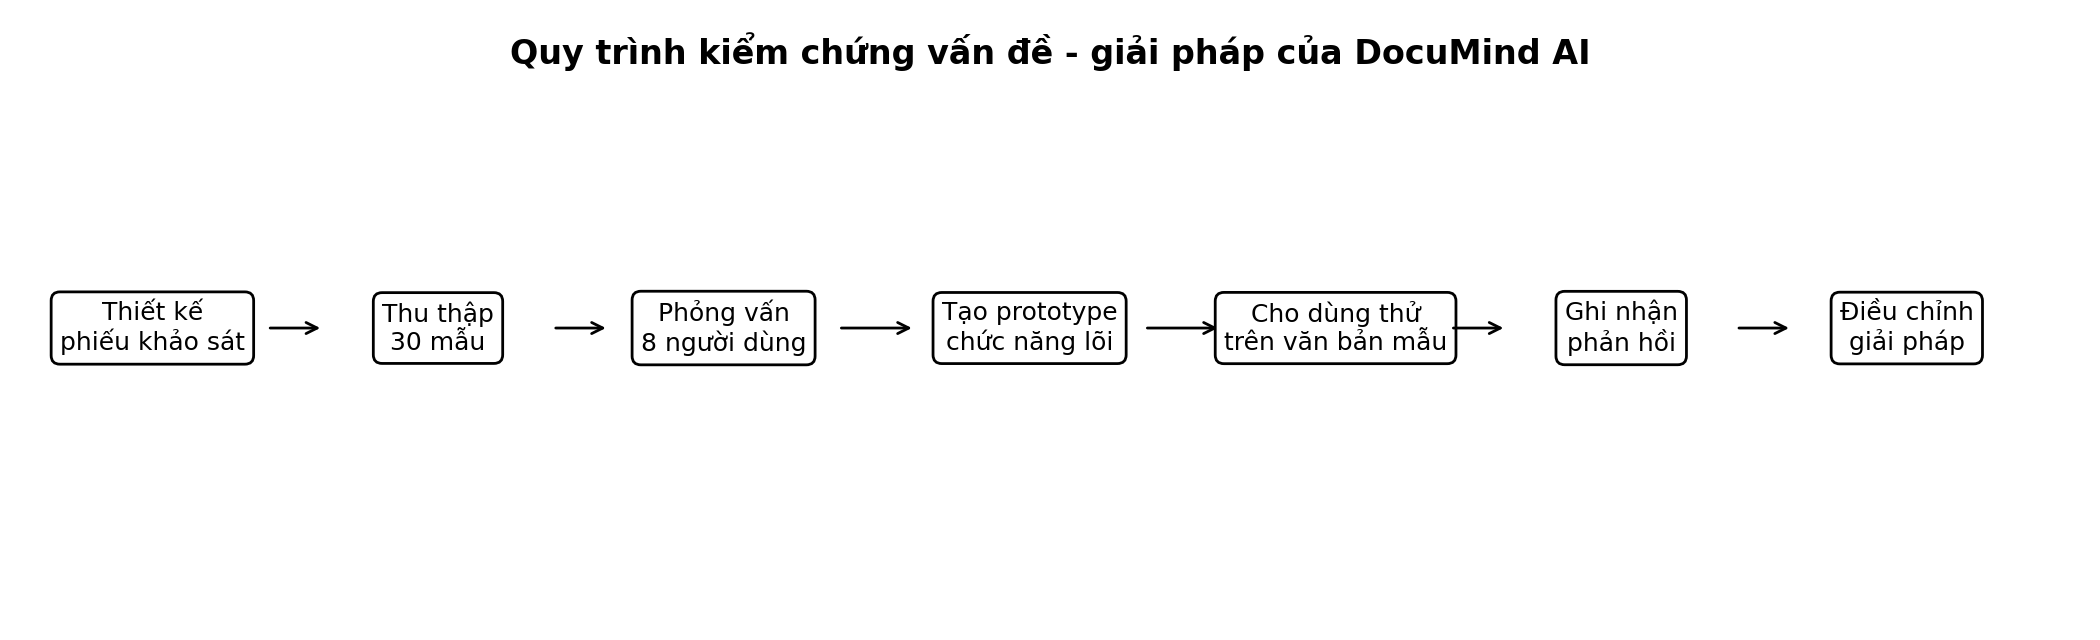 Quy trình kiểm chứng vấn đề - giải pháp của DocuMind AI
Thiết kế
phiếu khảo sát
Thu thập
30 mẫu
Phỏng vấn
8 người dùng
Tạo prototype
chức năng lõi
Cho dùng thử
trên văn bản mẫu
Ghi nhận
phản hồi
Điều chỉnh
giải pháp